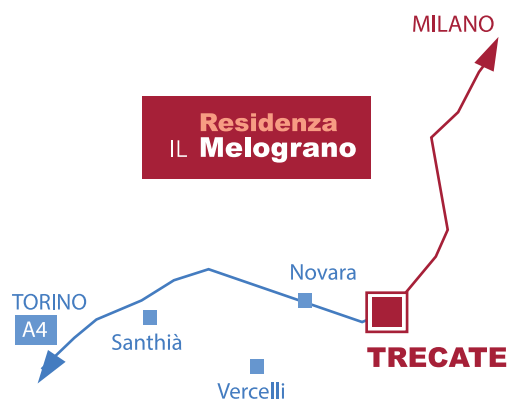 MILANO
Residenza
IL Melograno
Novara
TORINO
A4
Santhià
TRECATE
Vercelli